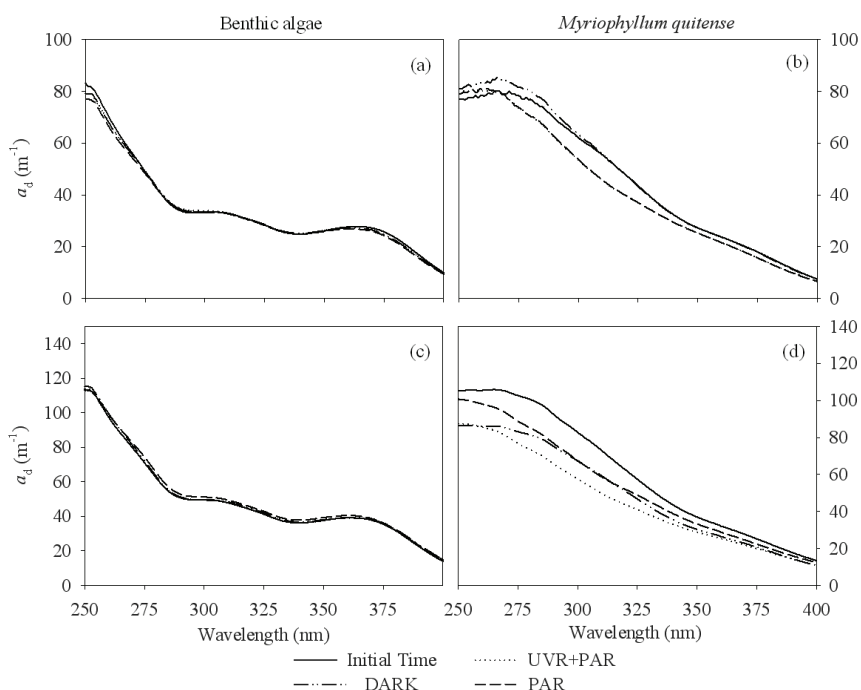 Benthic algae
Myriophyllum quitense
100
80
60
40
20
0
(a)
(b)
100
80
60
40
20
0
a_d (m⁻¹)
140
120
100
80
60
40
20
0
(c)
(d)
140
120
100
80
60
40
20
0
a_d (m⁻¹)
250 275 300 325 350 375
250 275 300 325 350 375 400
Wavelength (nm)
Wavelength (nm)
Initial Time
UVR+PAR
DARK
PAR